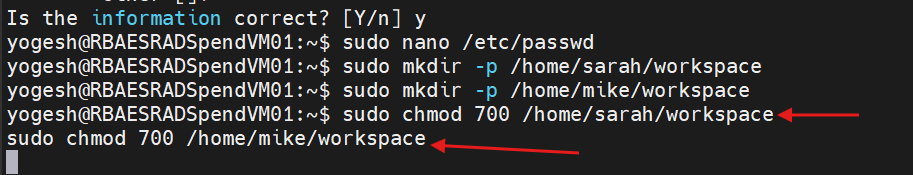 Is the information correct? [Y/n] y
yogesh@RBAESRADSpendVM01:~$ sudo nano /etc/passwd
yogesh@RBAESRADSpendVM01:~$ sudo mkdir -p /home/sarah/workspace
yogesh@RBAESRADSpendVM01:~$ sudo mkdir -p /home/mike/workspace
yogesh@RBAESRADSpendVM01:~$ sudo chmod 700 /home/sarah/workspace
sudo chmod 700 /home/mike/workspace